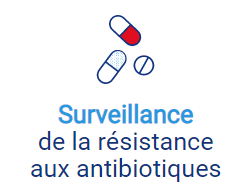 Surveillance
de la résistance
aux antibiotiques